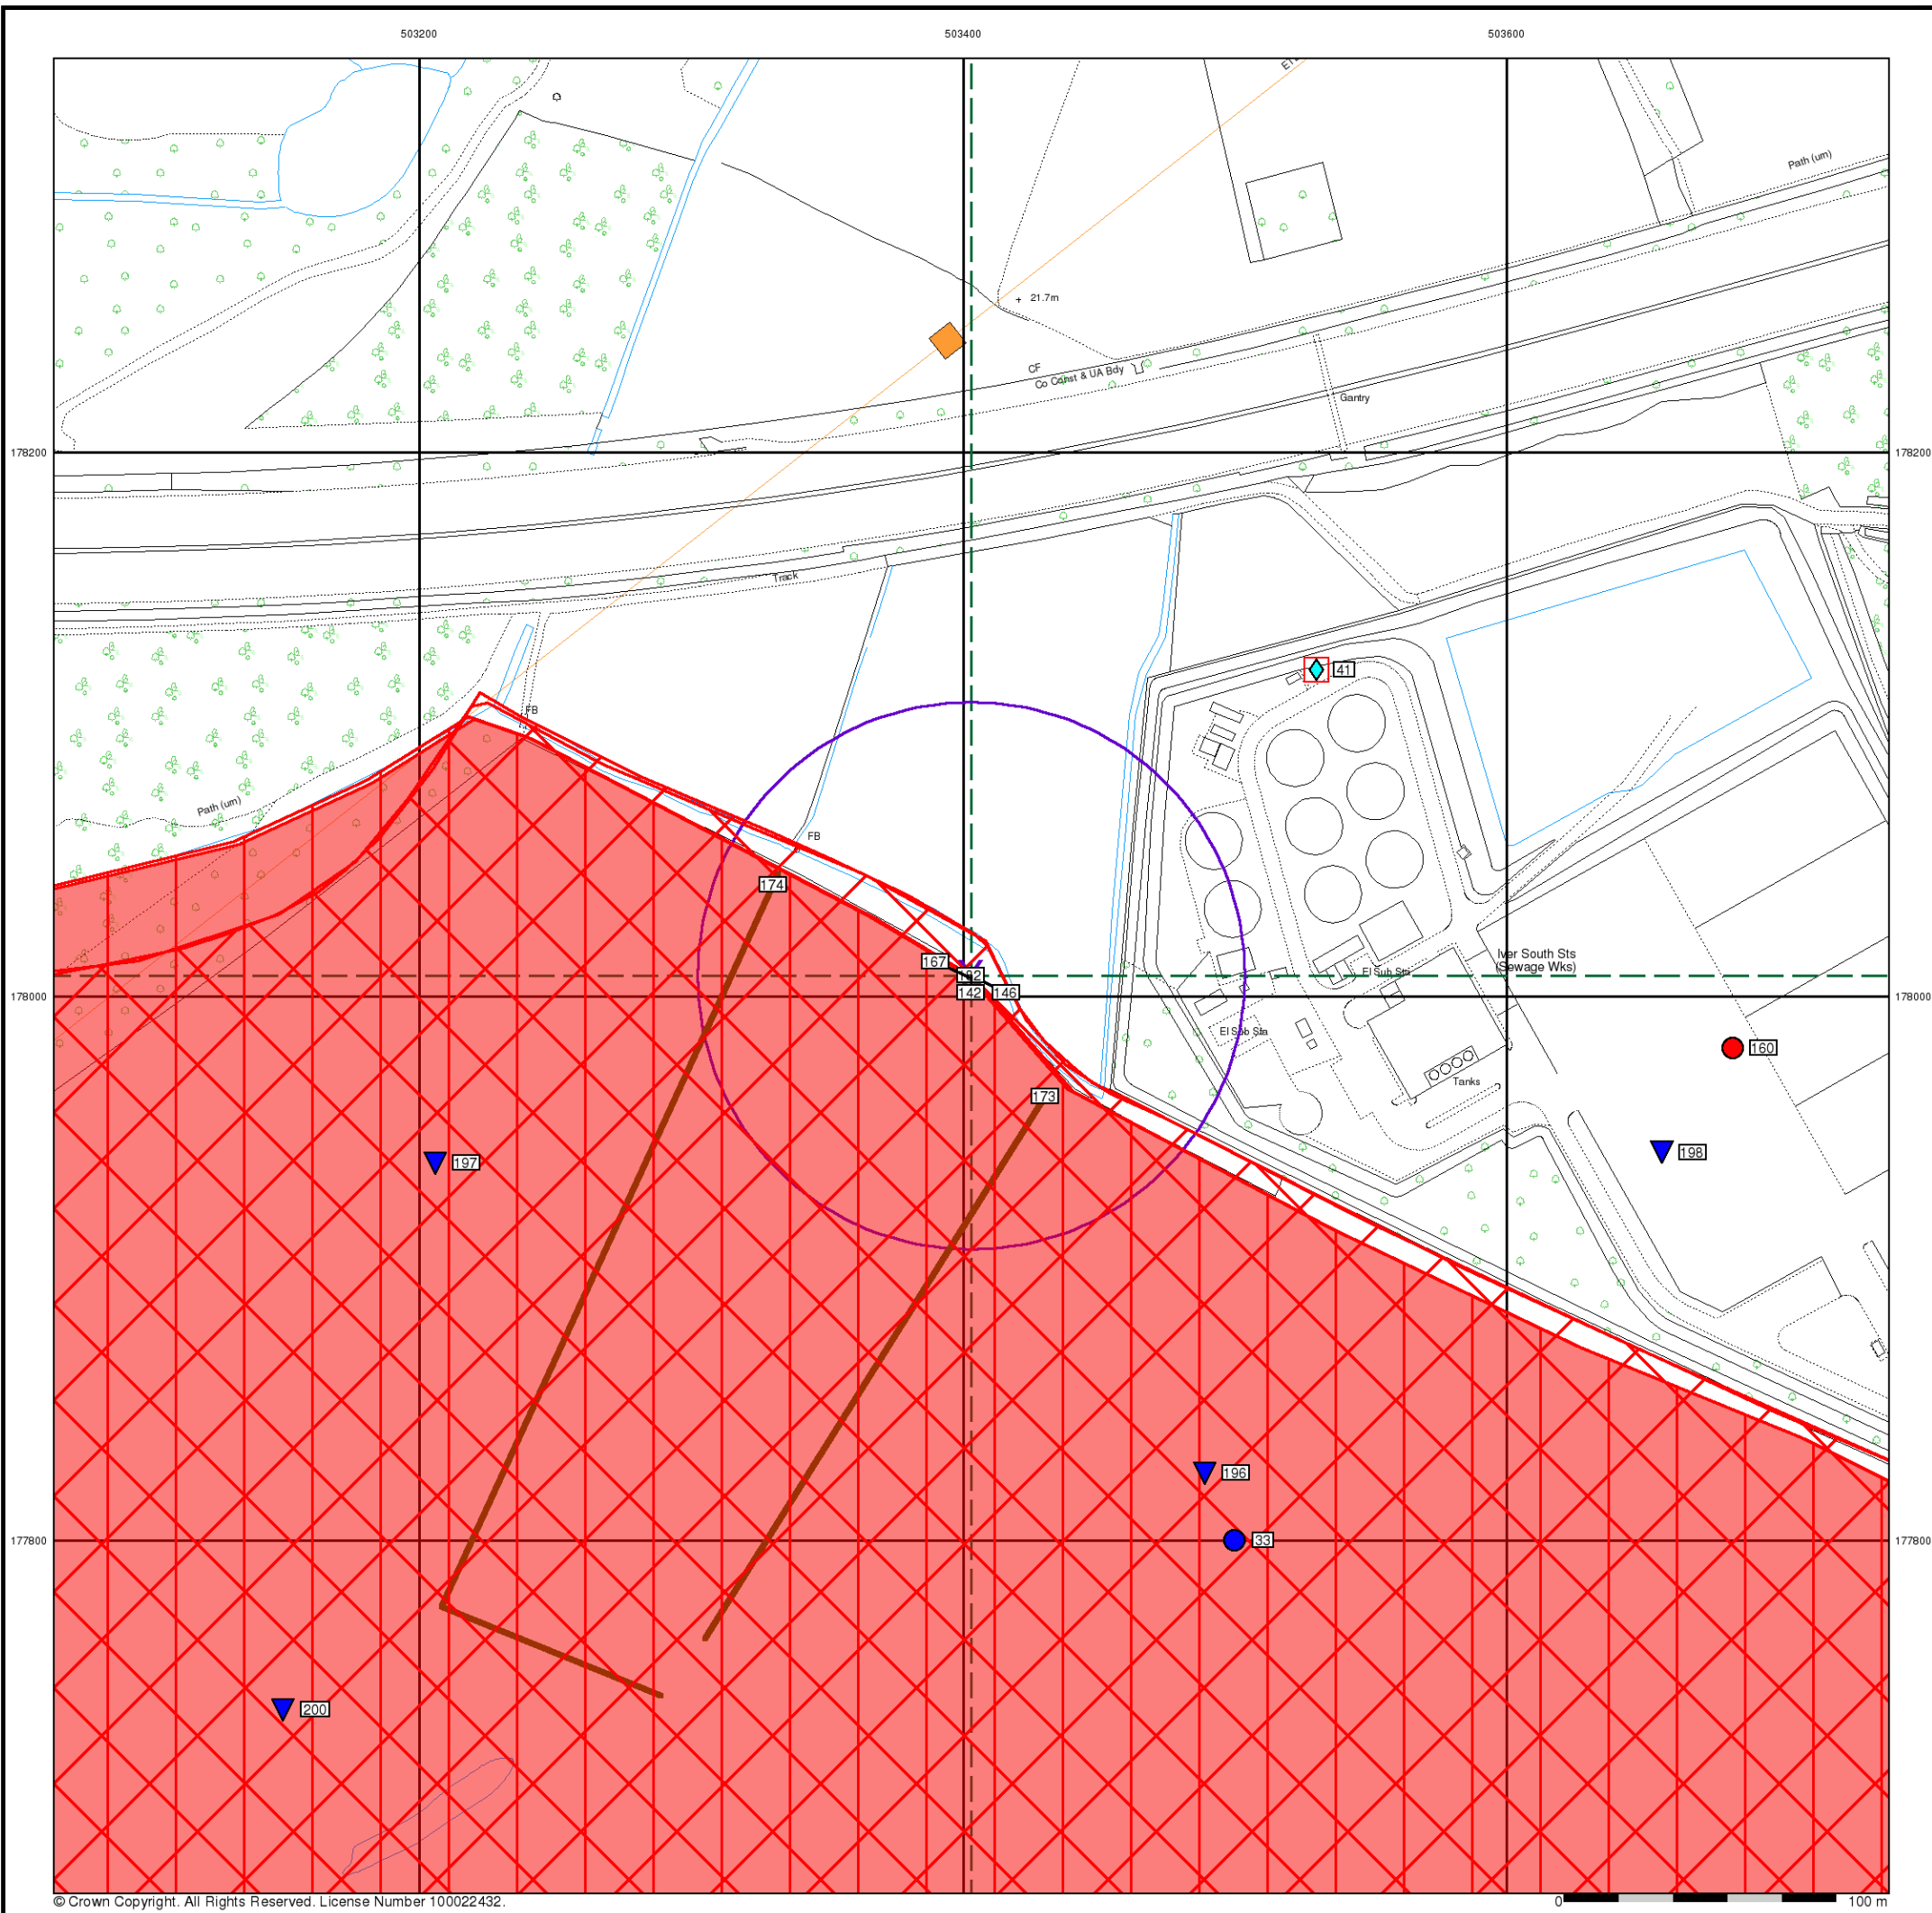 503200
503400
503600
Path (um)
21.7m
CF
Co Const & UA Bdy
Gantry
178200
178200
Track
41
FB
Path (um)
FB
174
167
142
146
178000
178000
Iver South Sts
(Sewage Wks)
El Sub Sta
El Sub Sta
160
Tanks
173
197
198
196
33
177800
177800
200
© Crown Copyright. All Rights Reserved. License Number 100022432.
0
100 m